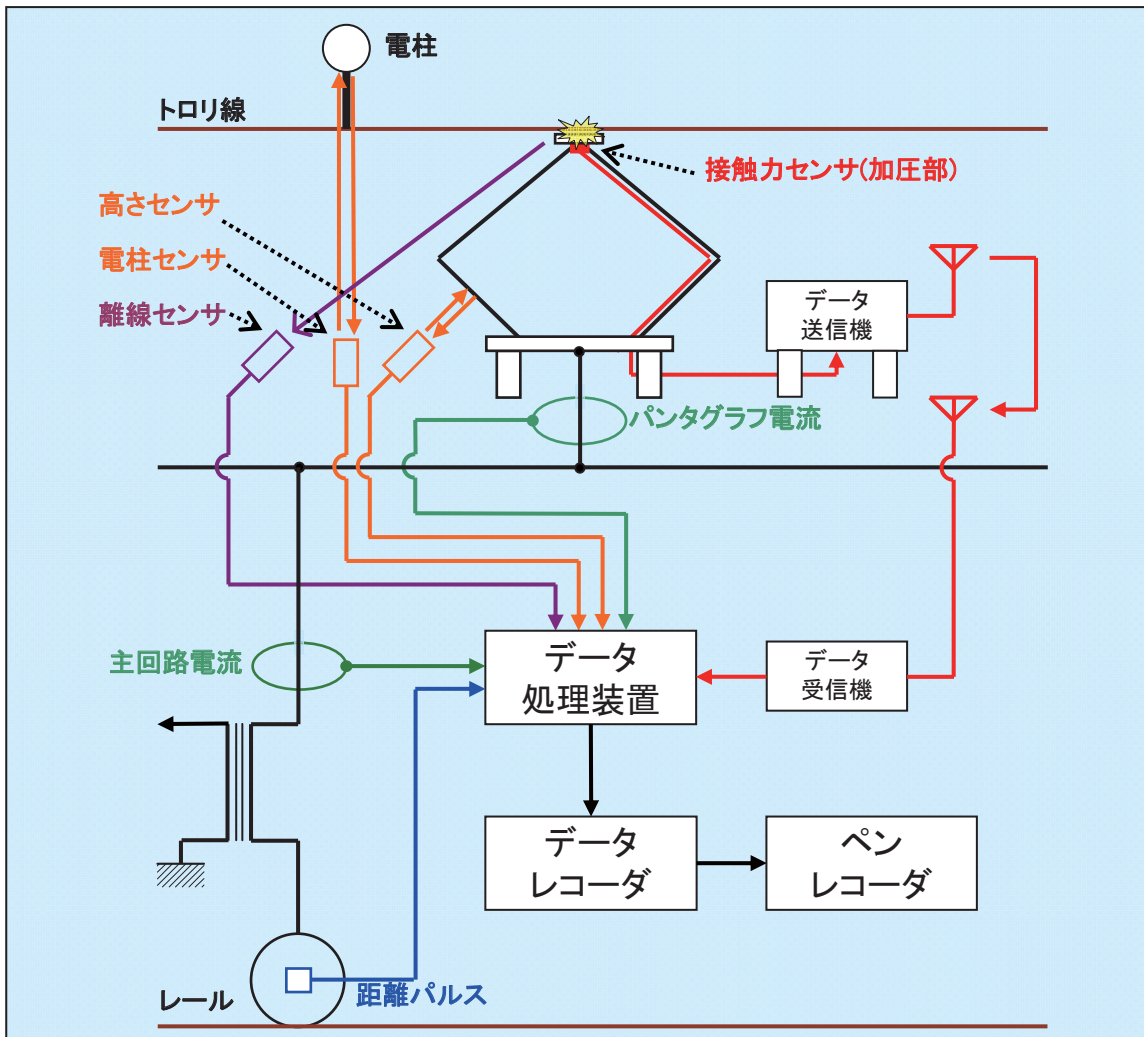 電柱
トロリ線
接触力センサ(加圧部)
高さセンサ
電柱センサ
離線センサ
データ
送信機
パンタグラフ電流
主回路電流
データ
処理装置
データ
受信機
データ
レコーダ
ペン
レコーダ
距離パルス
レール